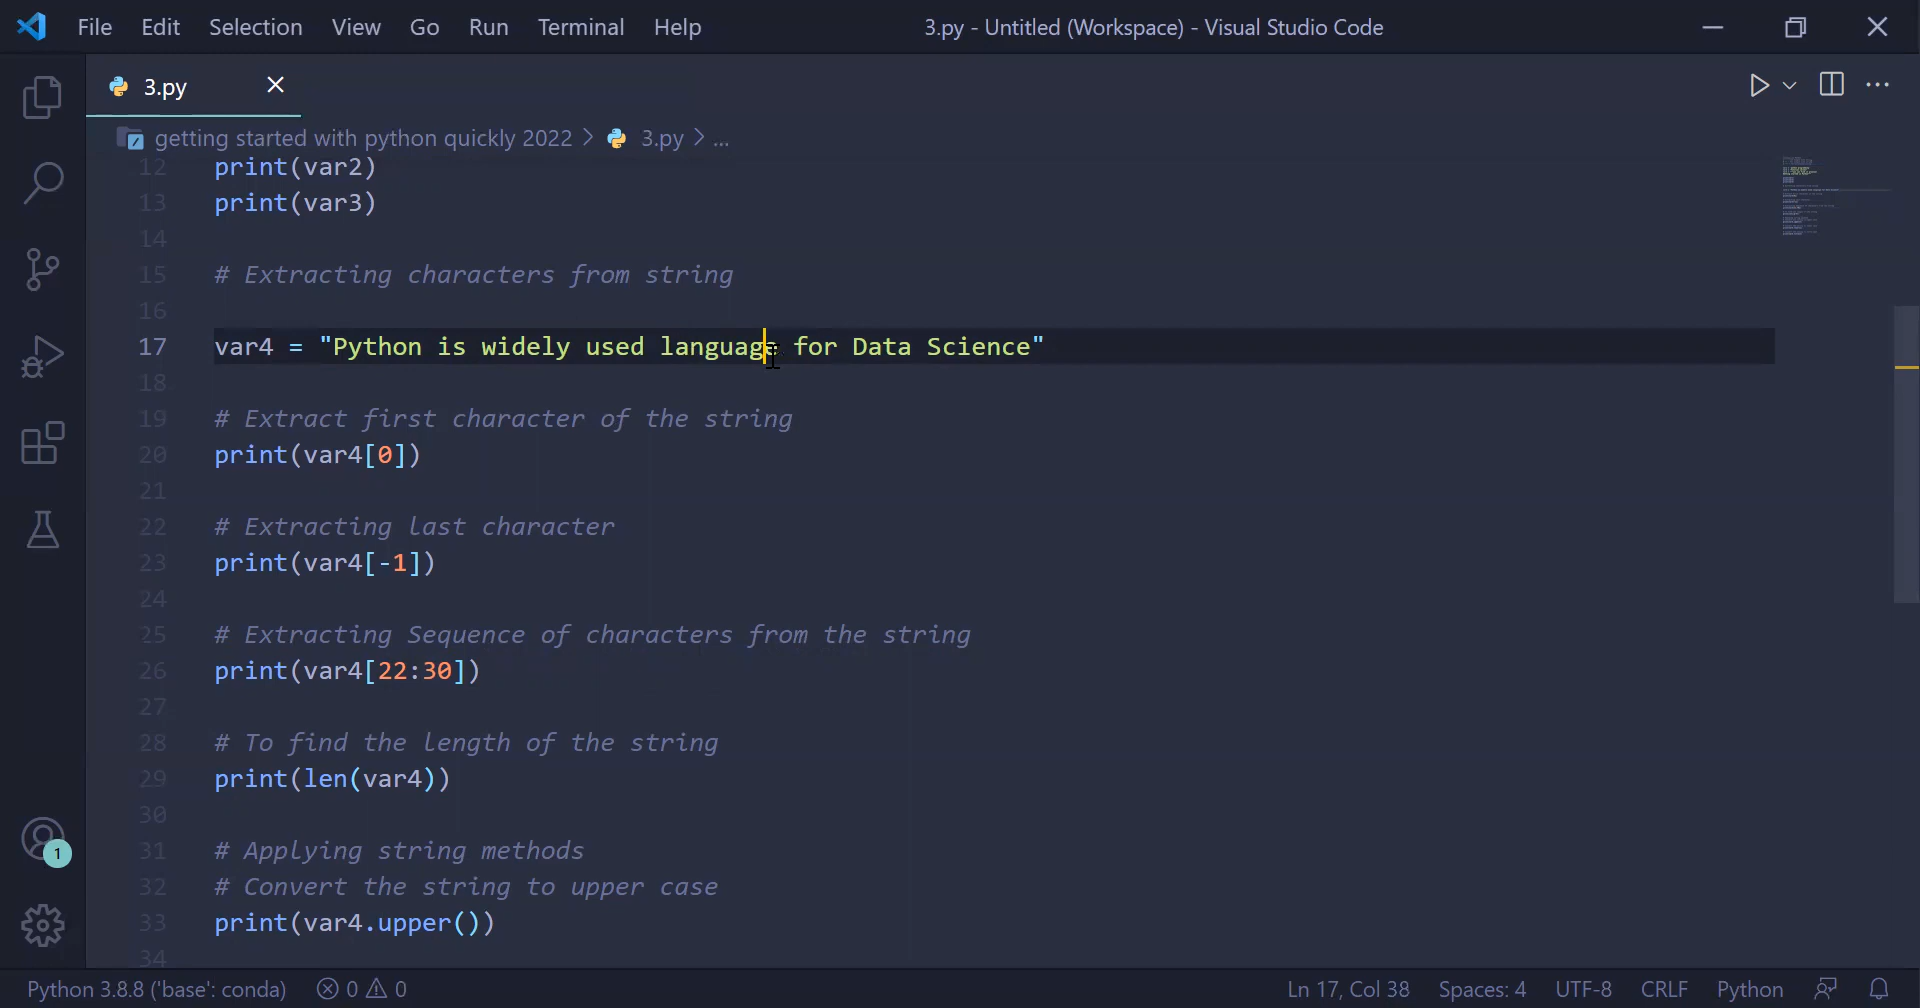 File Edit Selection View Go Run Terminal Help 3.py - Untitled (Workspace) - Visual Studio Code
3.py
getting started with python quickly 2022 > 3.py > ...
12 print(var2)
13 print(var3)
14
15 # Extracting characters from string
16
17 var4 = "Python is widely used language for Data Science"
18
19 # Extract first character of the string
20 print(var4[0])
21
22 # Extracting last character
23 print(var4[-1])
24
25 # Extracting Sequence of characters from the string
26 print(var4[22:30])
27
28 # To find the length of the string
29 print(len(var4))
30
31 # Applying string methods
32 # Convert the string to upper case
33 print(var4.upper())
34
1
Python 3.8.8 ('base': conda) 0 0 Ln 17, Col 38 Spaces: 4 UTF-8 CRLF Python